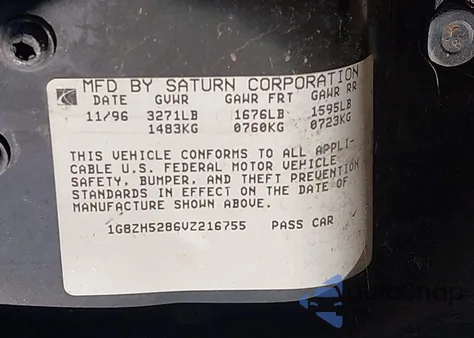 MFD BY SATURN CORPORATION
DATE GVWR GAWR FRT GAWR RR
11/96 3271LB 1676LB 1595LB
1483KG 0760KG 0723KG
THIS VEHICLE CONFORMS TO ALL APPLI-
CABLE U.S. FEDERAL MOTOR VEHICLE
SAFETY, BUMPER, AND THEFT PREVENTION
STANDARDS IN EFFECT ON THE DATE OF
MANUFACTURE SHOWN ABOVE.
1G8ZH5286VZ216755 PASS CAR
AutoSnap